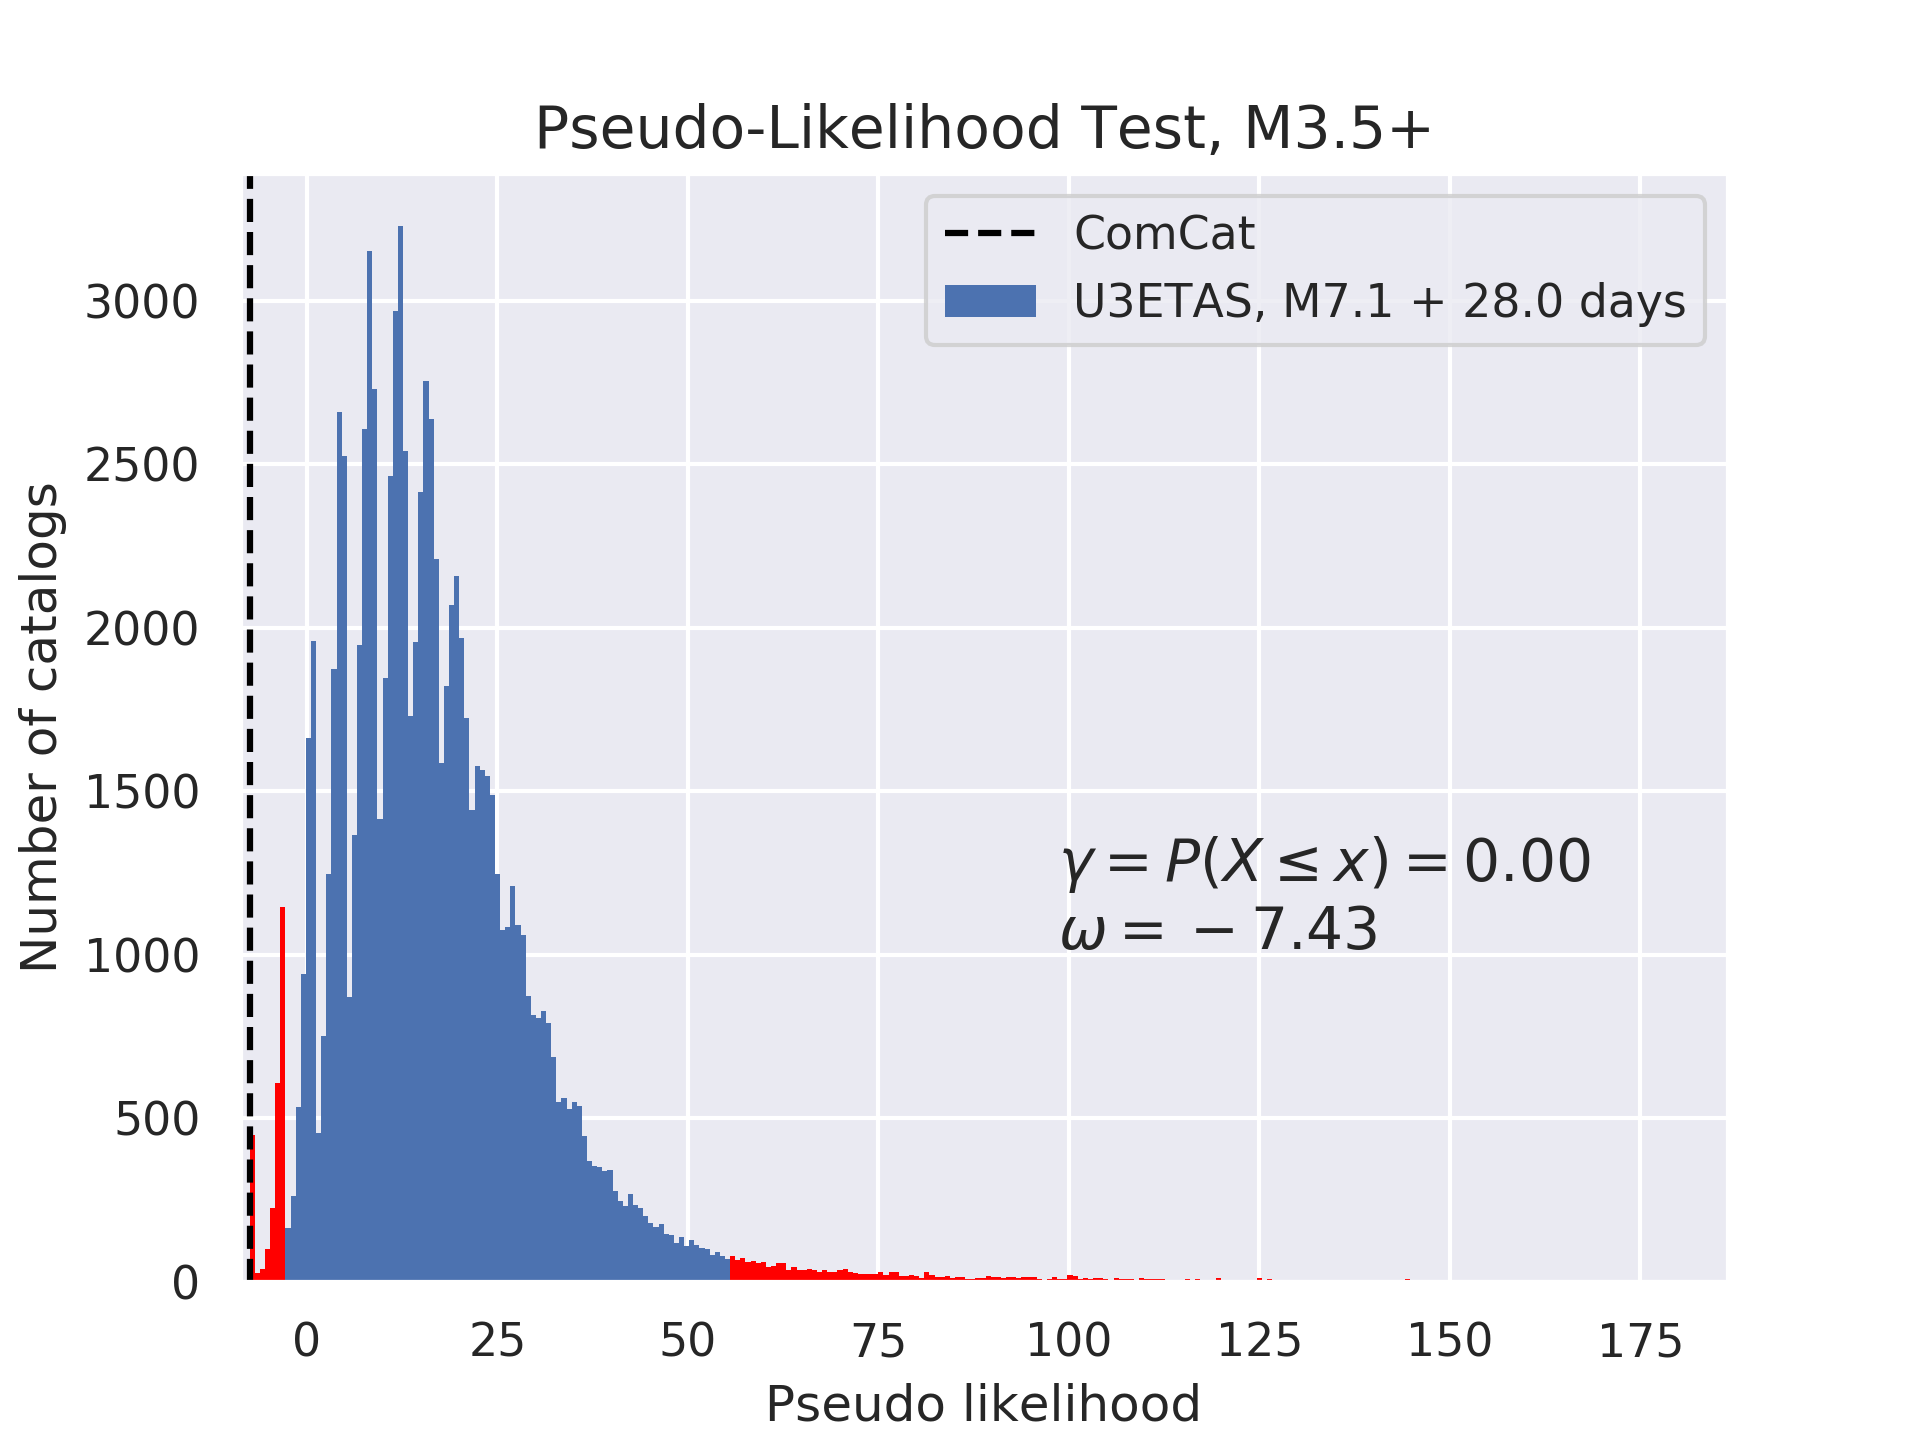 Pseudo-Likelihood Test, M3.5+
ComCat
U3ETAS, M7.1 + 28.0 days
Number of catalogs
3000
2500
2000
1500
1000
500
0
γ = P(X ≤ x) = 0.00
ω = − 7.43
0 25 50 75 100 125 150 175
Pseudo likelihood